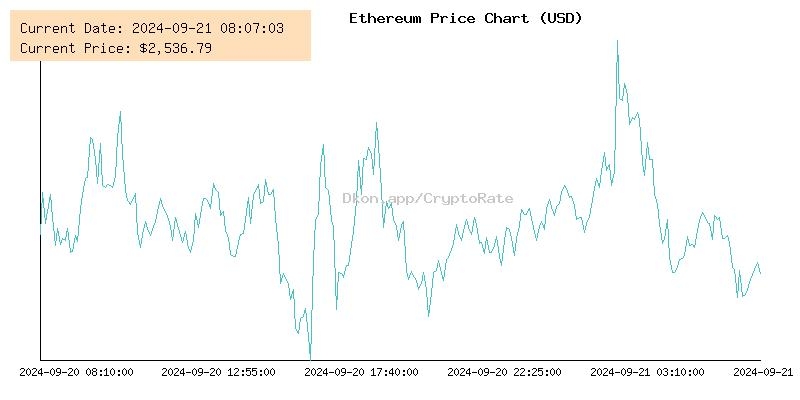 Ethereum Price Chart (USD)
Current Date: 2024-09-21 08:07:03
Current Price: $2,536.79
Dkon.app/CryptoRate
2024-09-20 08:10:00 2024-09-20 12:55:00 2024-09-20 17:40:00 2024-09-20 22:25:00 2024-09-21 03:10:00 2024-09-21